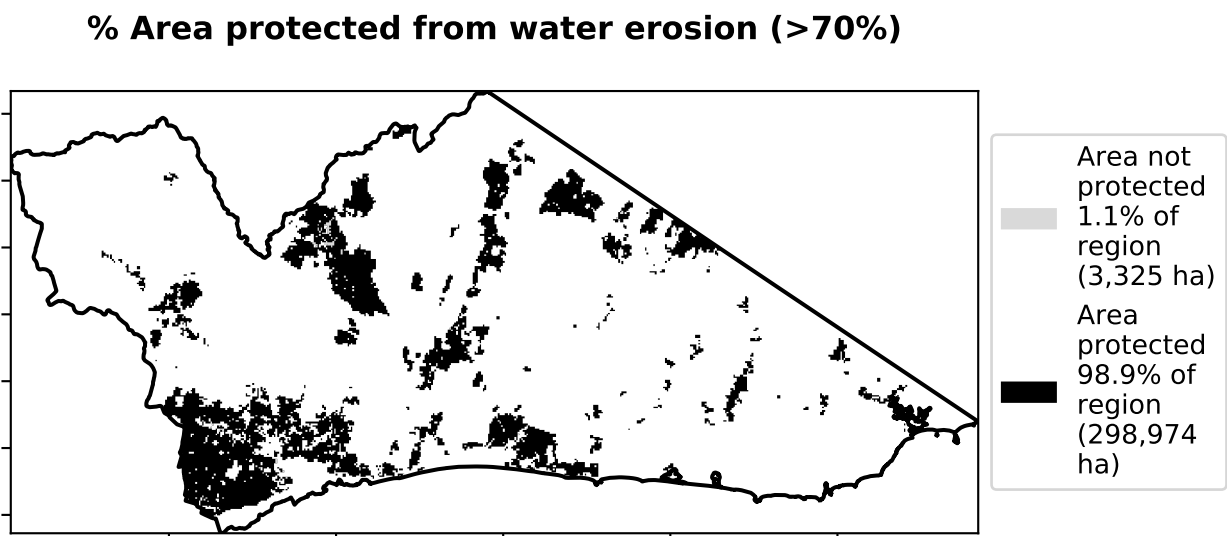 % Area protected from water erosion (>70%)
Area not
protected
1.1% of
region
(3,325 ha)
Area
protected
98.9% of
region
(298,974
ha)